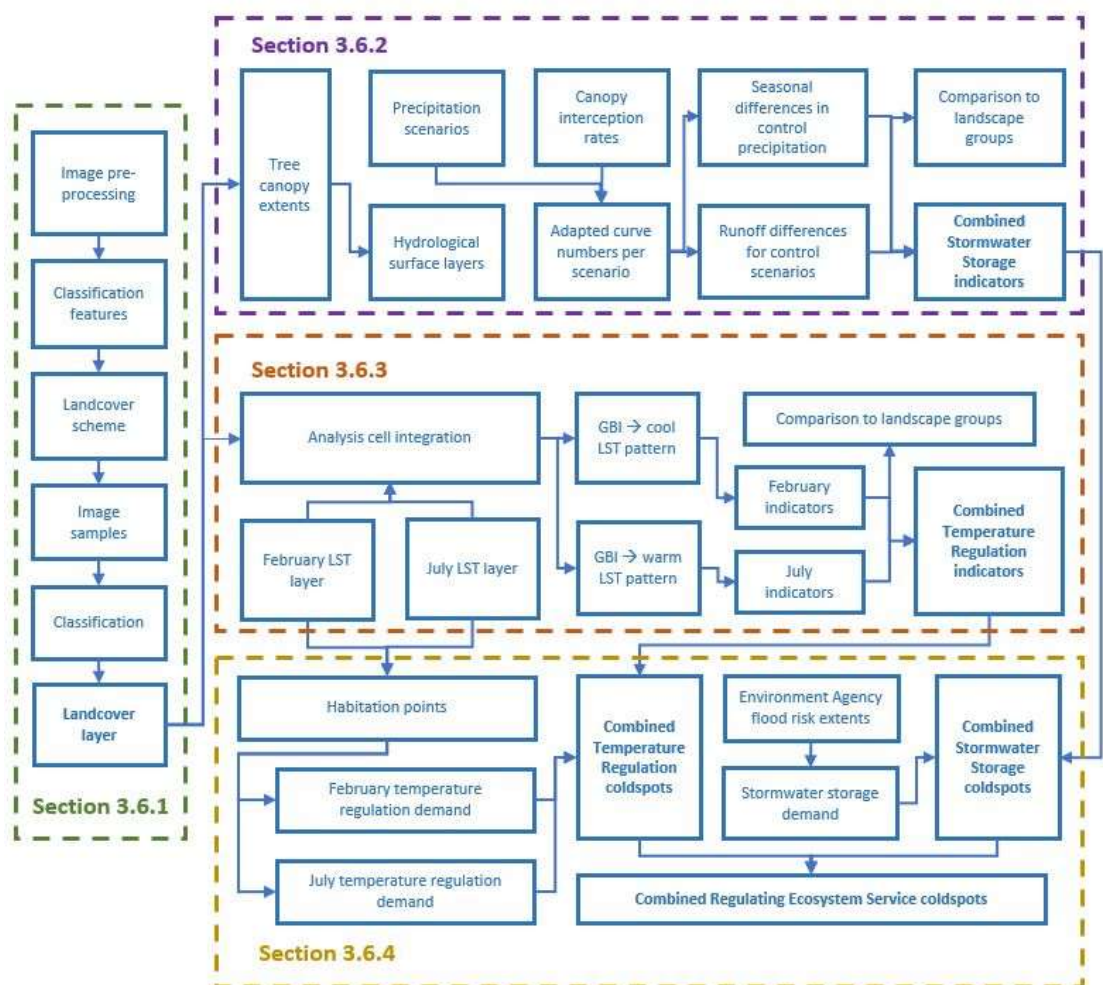 Section 3.6.1
Image pre-
processing
Classification
features
Landcover
scheme
Image
samples
Classification
Landcover
layer
Section 3.6.2
Tree
canopy
extents
Precipitation
scenarios
Canopy
interception
rates
Seasonal
differences in
control
precipitation
Comparison to
landscape
groups
Hydrological
surface layers
Adapted curve
numbers per
scenario
Runoff differences
for control
scenarios
Combined
Stormwater
Storage
indicators
Section 3.6.3
Analysis cell integration
February LST
layer
July LST layer
GBI → cool
LST pattern
GBI → warm
LST pattern
Comparison to landscape groups
February
indicators
July
indicators
Combined
Temperature
Regulation
indicators
Section 3.6.4
Habitation points
February temperature
regulation demand
July temperature regulation
demand
Combined
Temperature
Regulation
coldspots
Environment Agency
flood risk extents
Stormwater storage
demand
Combined
Stormwater
Storage
coldspots
Combined Regulating Ecosystem Service coldspots